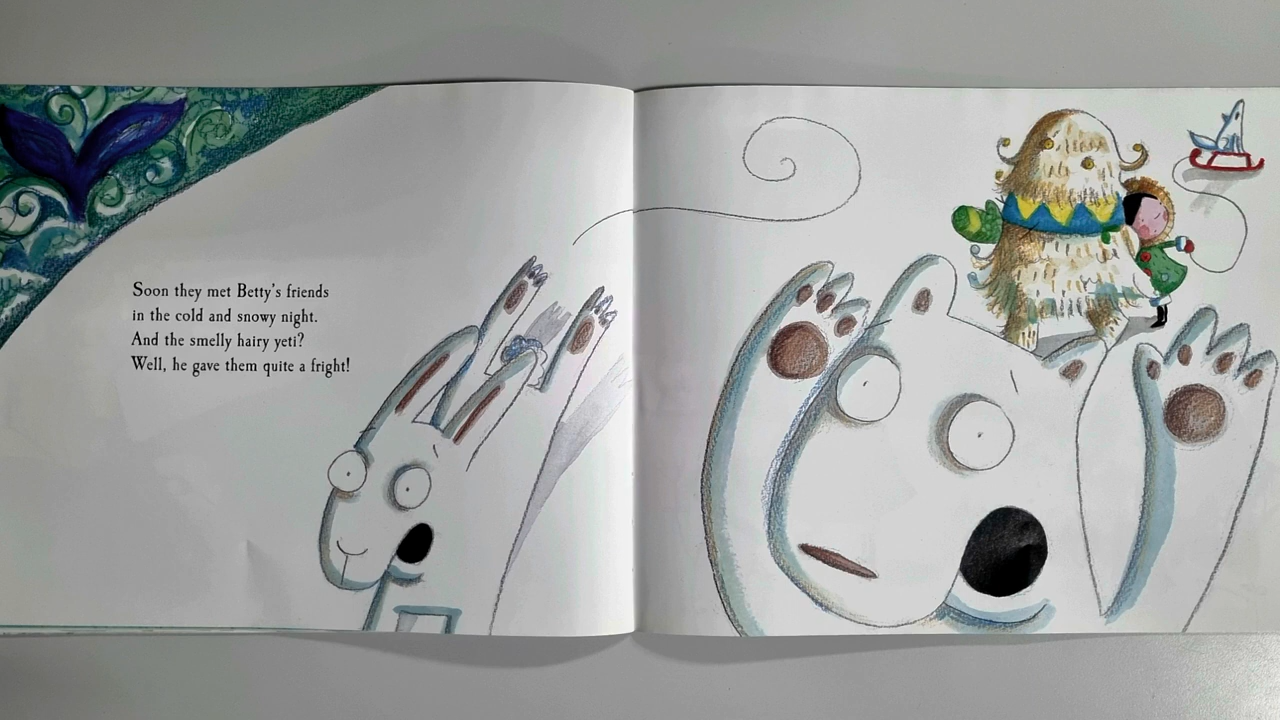 Soon they met Betty's friends
in the cold and snowy night.
And the smelly hairy yeti?
Well, he gave them quite a fright!